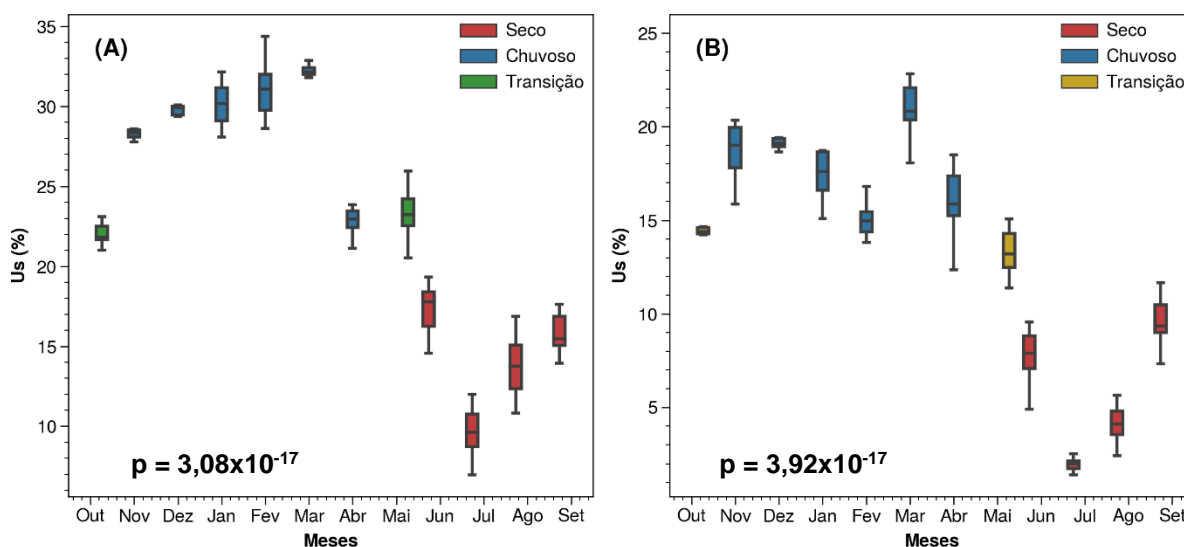 (A)
Seco
Chuvoso
Transição
Us (%)
35
30
25
20
15
10
p = 3,08x10⁻¹⁷
Out Nov Dez Jan Fev Mar Abr Mai Jun Jul Ago Set
Meses
(B)
Seco
Chuvoso
Transição
Us (%)
25
20
15
10
5
p = 3,92x10⁻¹⁷
Out Nov Dez Jan Fev Mar Abr Mai Jun Jul Ago Set
Meses